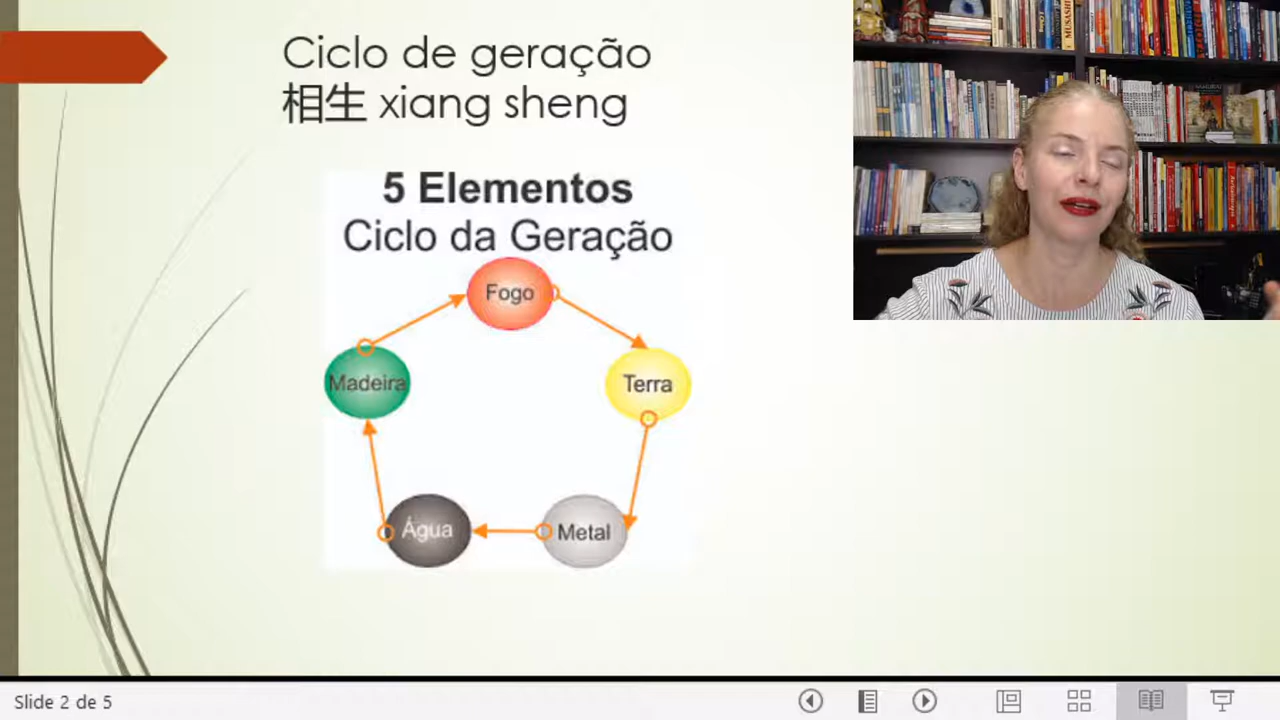 Ciclo de geração
相生 xiang sheng
5 Elementos
Ciclo da Geração
Fogo
Madeira
Terra
Água
Metal
MUSASHI
Slide 2 de 5